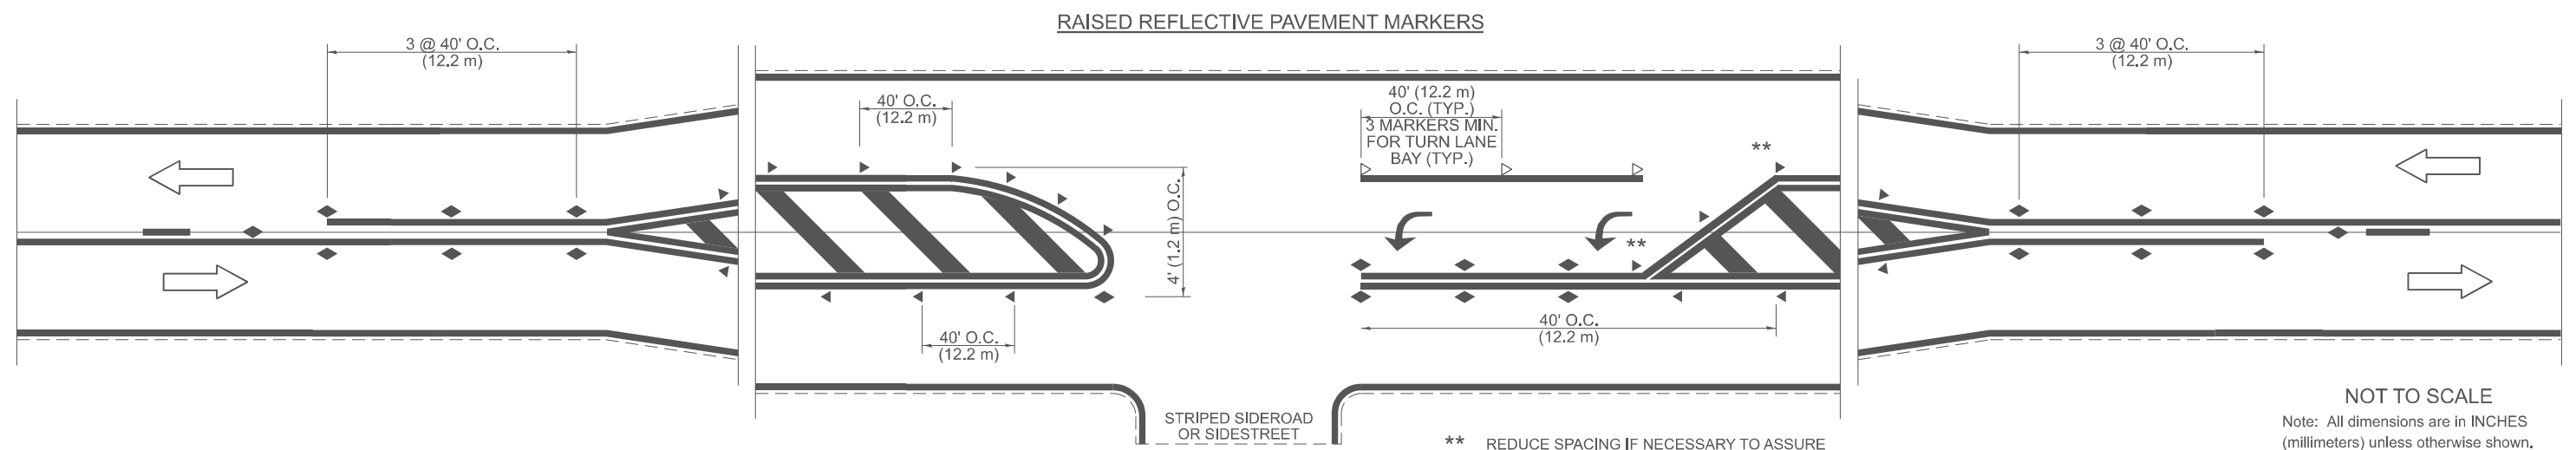 RAISED REFLECTIVE PAVEMENT MARKERS
3 @ 40' O.C.
(12.2 m)
40' O.C.
(12.2 m)
4' (1.2 m) O.C.
40' O.C.
(12.2 m)
40' (12.2 m)
O.C. (TYP.)
3 MARKERS MIN.
FOR TURN LANE
BAY (TYP.)
**
**
40' O.C.
(12.2 m)
3 @ 40' O.C.
(12.2 m)
STRIPED SIDEROAD
OR SIDESTREET
** REDUCE SPACING IF NECESSARY TO ASSURE
NOT TO SCALE
Note: All dimensions are in INCHES
(millimeters) unless otherwise shown.